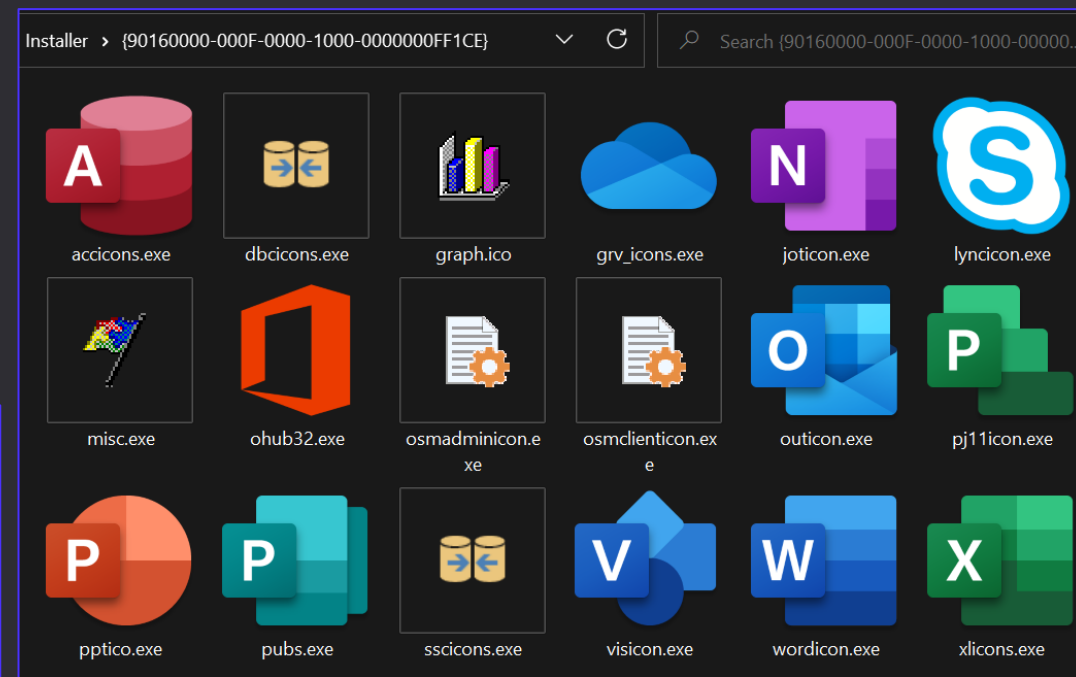 Installer > {90160000-000F-0000-1000-0000000FF1CE}
Search {90160000-000F-0000-1000-00000...
A
N
S
accicons.exe
dbcicons.exe
graph.ico
grv_icons.exe
joticon.exe
lyncicon.exe
O
P
misc.exe
ohub32.exe
osmadminicon.e
xe
osmclienticon.ex
e
outicon.exe
pj11icon.exe
P
P
V
W
X
pptico.exe
pubs.exe
sscicons.exe
visicon.exe
wordicon.exe
xlicons.exe